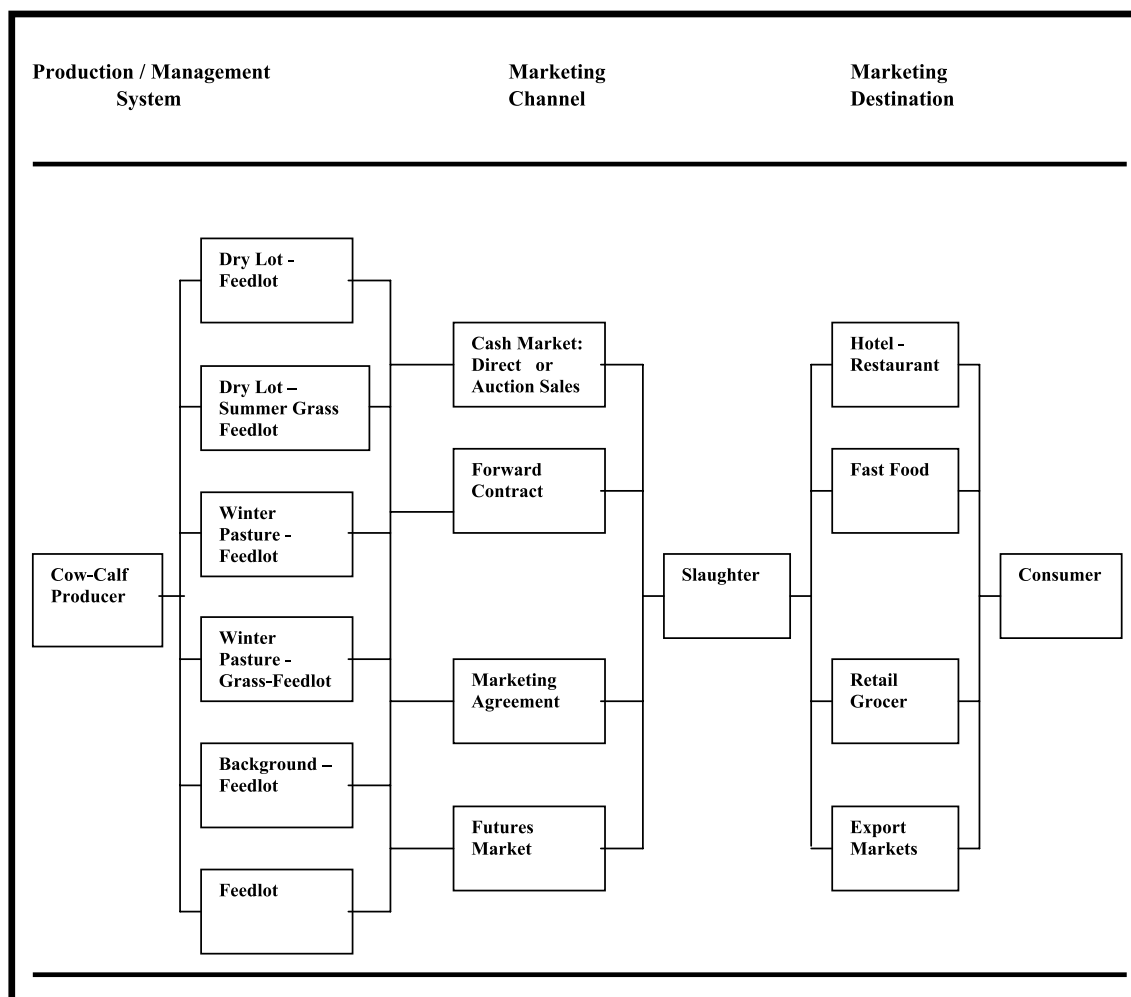 Production / Management
System
Marketing
Channel
Marketing
Destination
Dry Lot -
Feedlot
Dry Lot –
Summer Grass
Feedlot
Winter
Pasture -
Feedlot
Cow-Calf
Producer
Winter
Pasture -
Grass-Feedlot
Background –
Feedlot
Feedlot
Cash Market:
Direct or
Auction Sales
Forward
Contract
Marketing
Agreement
Futures
Market
Slaughter
Hotel -
Restaurant
Fast Food
Retail
Grocer
Export
Markets
Consumer